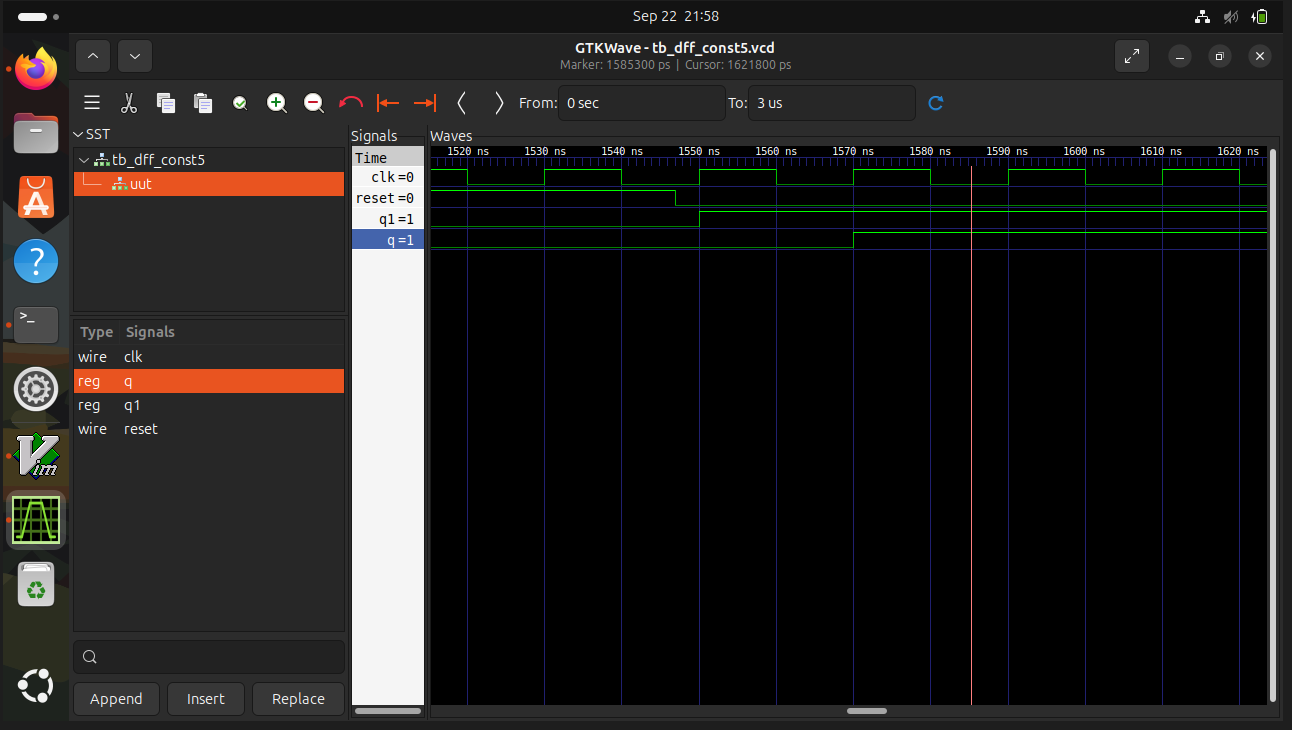 Sep 22 21:58
GTKWave - tb_dff_const5.vcd
Marker: 1585300 ps | Cursor: 1621800 ps
From: 0 sec To: 3 us
SST
tb_dff_const5
uut
Type Signals
wire clk
reg q
reg q1
wire reset
Append Insert Replace
Signals
Time
clk=0
reset=0
q1=1
q=1
Waves
1520 ns 1530 ns 1540 ns 1550 ns 1560 ns 1570 ns 1580 ns 1590 ns 1600 ns 1610 ns 1620 ns
>_
?
A
Vim